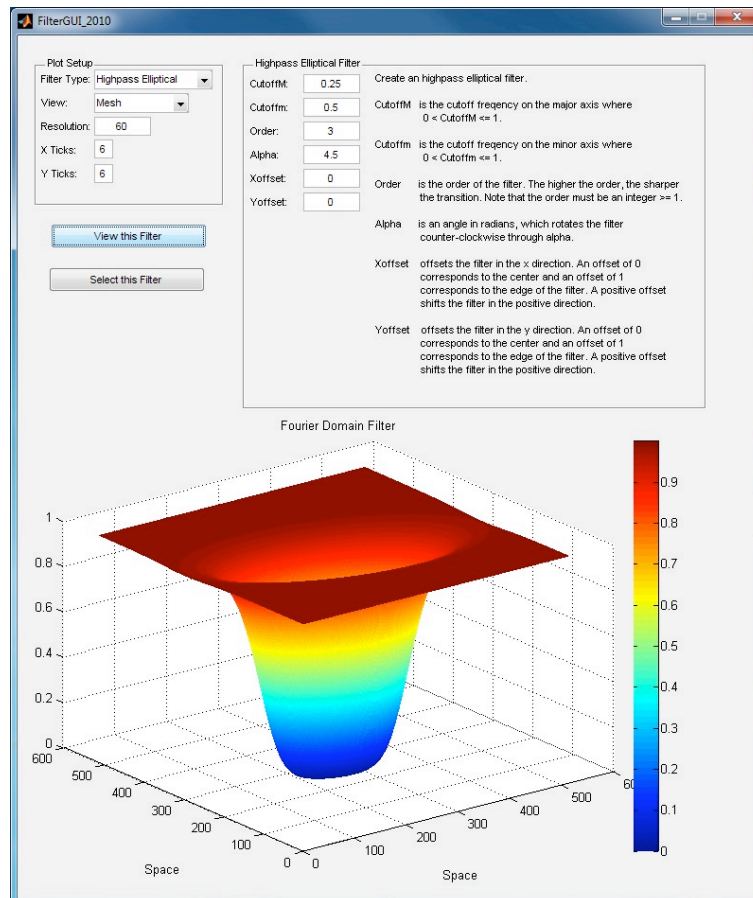 FilterGUI_2010
Plot Setup
Filter Type: Highpass Elliptical
View: Mesh
Resolution: 60
X Ticks: 6
Y Ticks: 6
View this Filter
Select this Filter
Highpass Elliptical Filter
CutoffM: 0.25
Cutoffm: 0.5
Order: 3
Alpha: 4.5
Xoffset: 0
Yoffset: 0
Create an highpass elliptical filter.
CutoffM is the cutoff freqency on the major axis where
0 < CutoffM <= 1.
Cutoffm is the cutoff freqency on the minor axis where
0 < Cutoffm <= 1.
Order is the order of the filter. The higher the order, the sharper
the transition. Note that the order must be an integer >= 1.
Alpha is an angle in radians, which rotates the filter
counter-clockwise through alpha.
Xoffset offsets the filter in the x direction. An offset of 0
corresponds to the center and an offset of 1
corresponds to the edge of the filter. A positive offset
shifts the filter in the positive direction.
Yoffset offsets the filter in the y direction. An offset of 0
corresponds to the center and an offset of 1
corresponds to the edge of the filter. A positive offset
shifts the filter in the positive direction.
Fourier Domain Filter
1
0.8
0.6
0.4
0.2
0
600
500
400
300
200
100
0
0
100
200
300
400
500
Space
Space
0.9
0.8
0.7
0.6
0.5
0.4
0.3
0.2
0.1
0